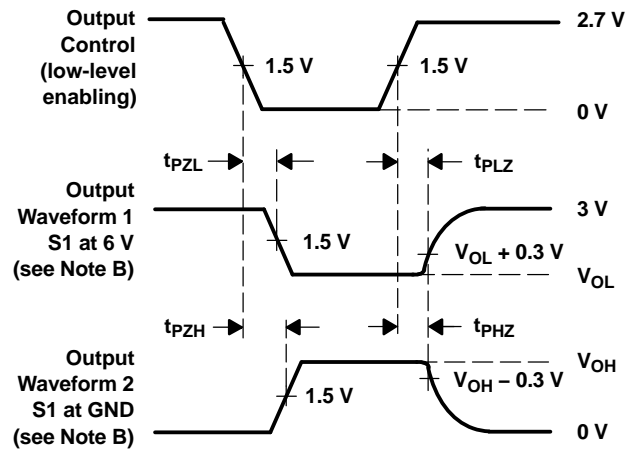 Output
Control
(low-level
enabling)
1.5 V
1.5 V
2.7 V
0 V
tPZL
tPLZ
Output
Waveform 1
S1 at 6 V
(see Note B)
1.5 V
3 V
VOL + 0.3 V
VOL
tPZH
tPHZ
Output
Waveform 2
S1 at GND
(see Note B)
1.5 V
VOH
VOH − 0.3 V
0 V